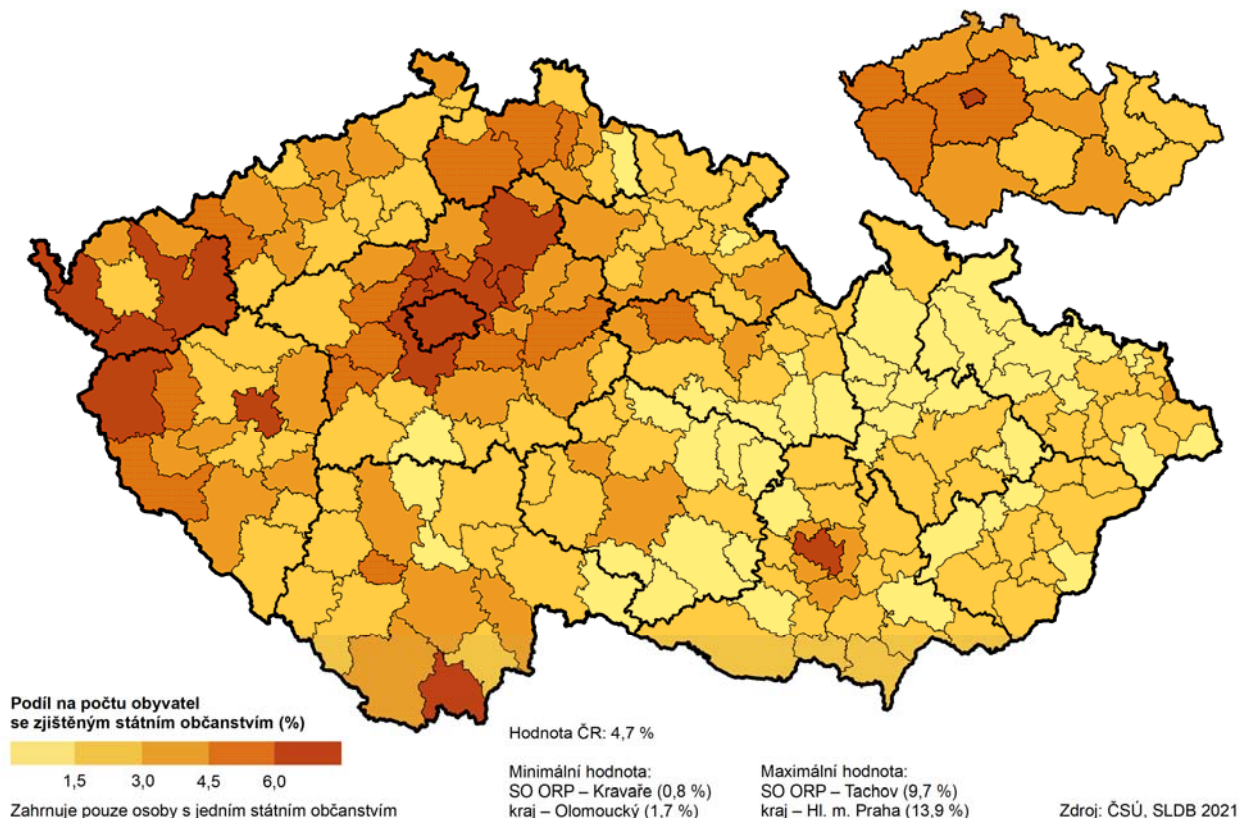 Podíl na počtu obyvatel
se zjištěným státním občanstvím (%)
1,5 3,0 4,5 6,0
Zahrnuje pouze osoby s jedním státním občanstvím
Hodnota ČR: 4,7 %
Minimální hodnota:
SO ORP – Kravaře (0,8 %)
kraj – Olomoucký (1,7 %)
Maximální hodnota:
SO ORP – Tachov (9,7 %)
kraj – Hl. m. Praha (13,9 %)
Zdroj: ČSÚ, SLDB 2021